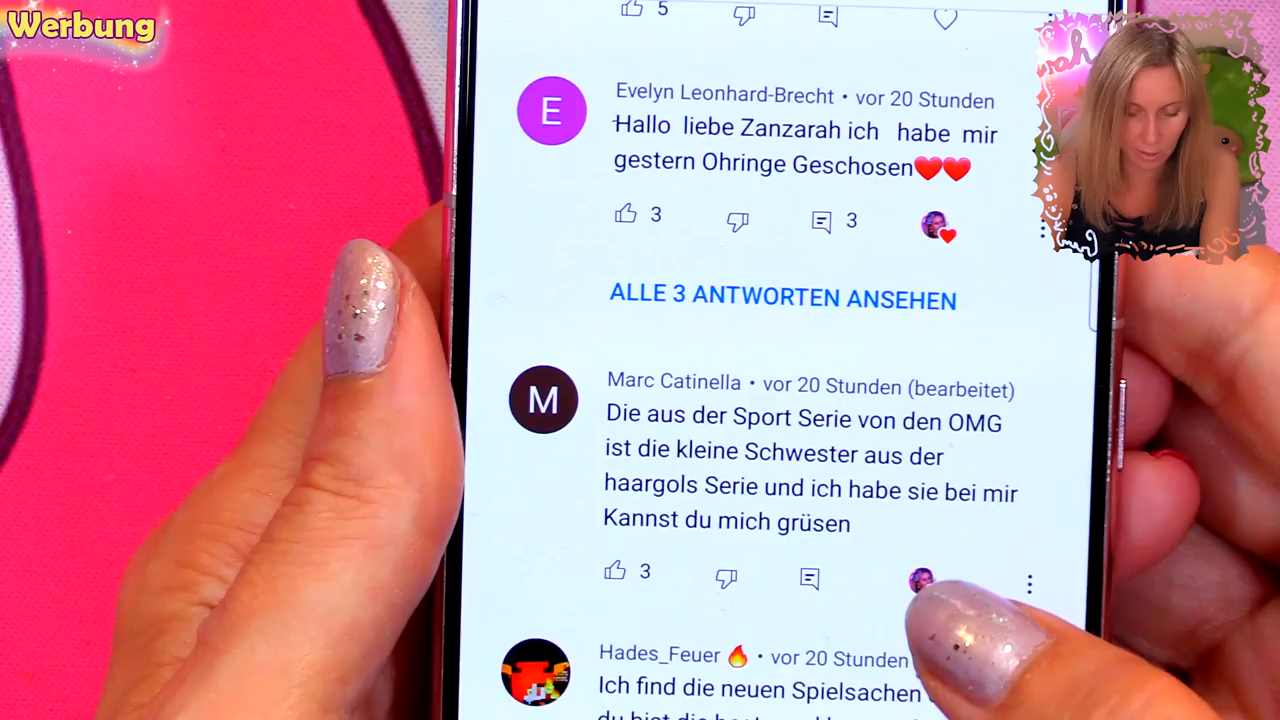 Werbung
5
Evelyn Leonhard-Brecht • vor 20 Stunden
Hallo liebe Zanzarah ich habe mir
gestern Ohringe Geschosen❤️❤️
3 3
ALLE 3 ANTWORTEN ANSEHEN
Marc Catinella • vor 20 Stunden (bearbeitet)
Die aus der Sport Serie von den OMG
ist die kleine Schwester aus der
haargols Serie und ich habe sie bei mir
Kannst du mich grüsen
3
Hades_Feuer 🔥 • vor 20 Stunden
Ich find die neuen Spielsachen
E
M